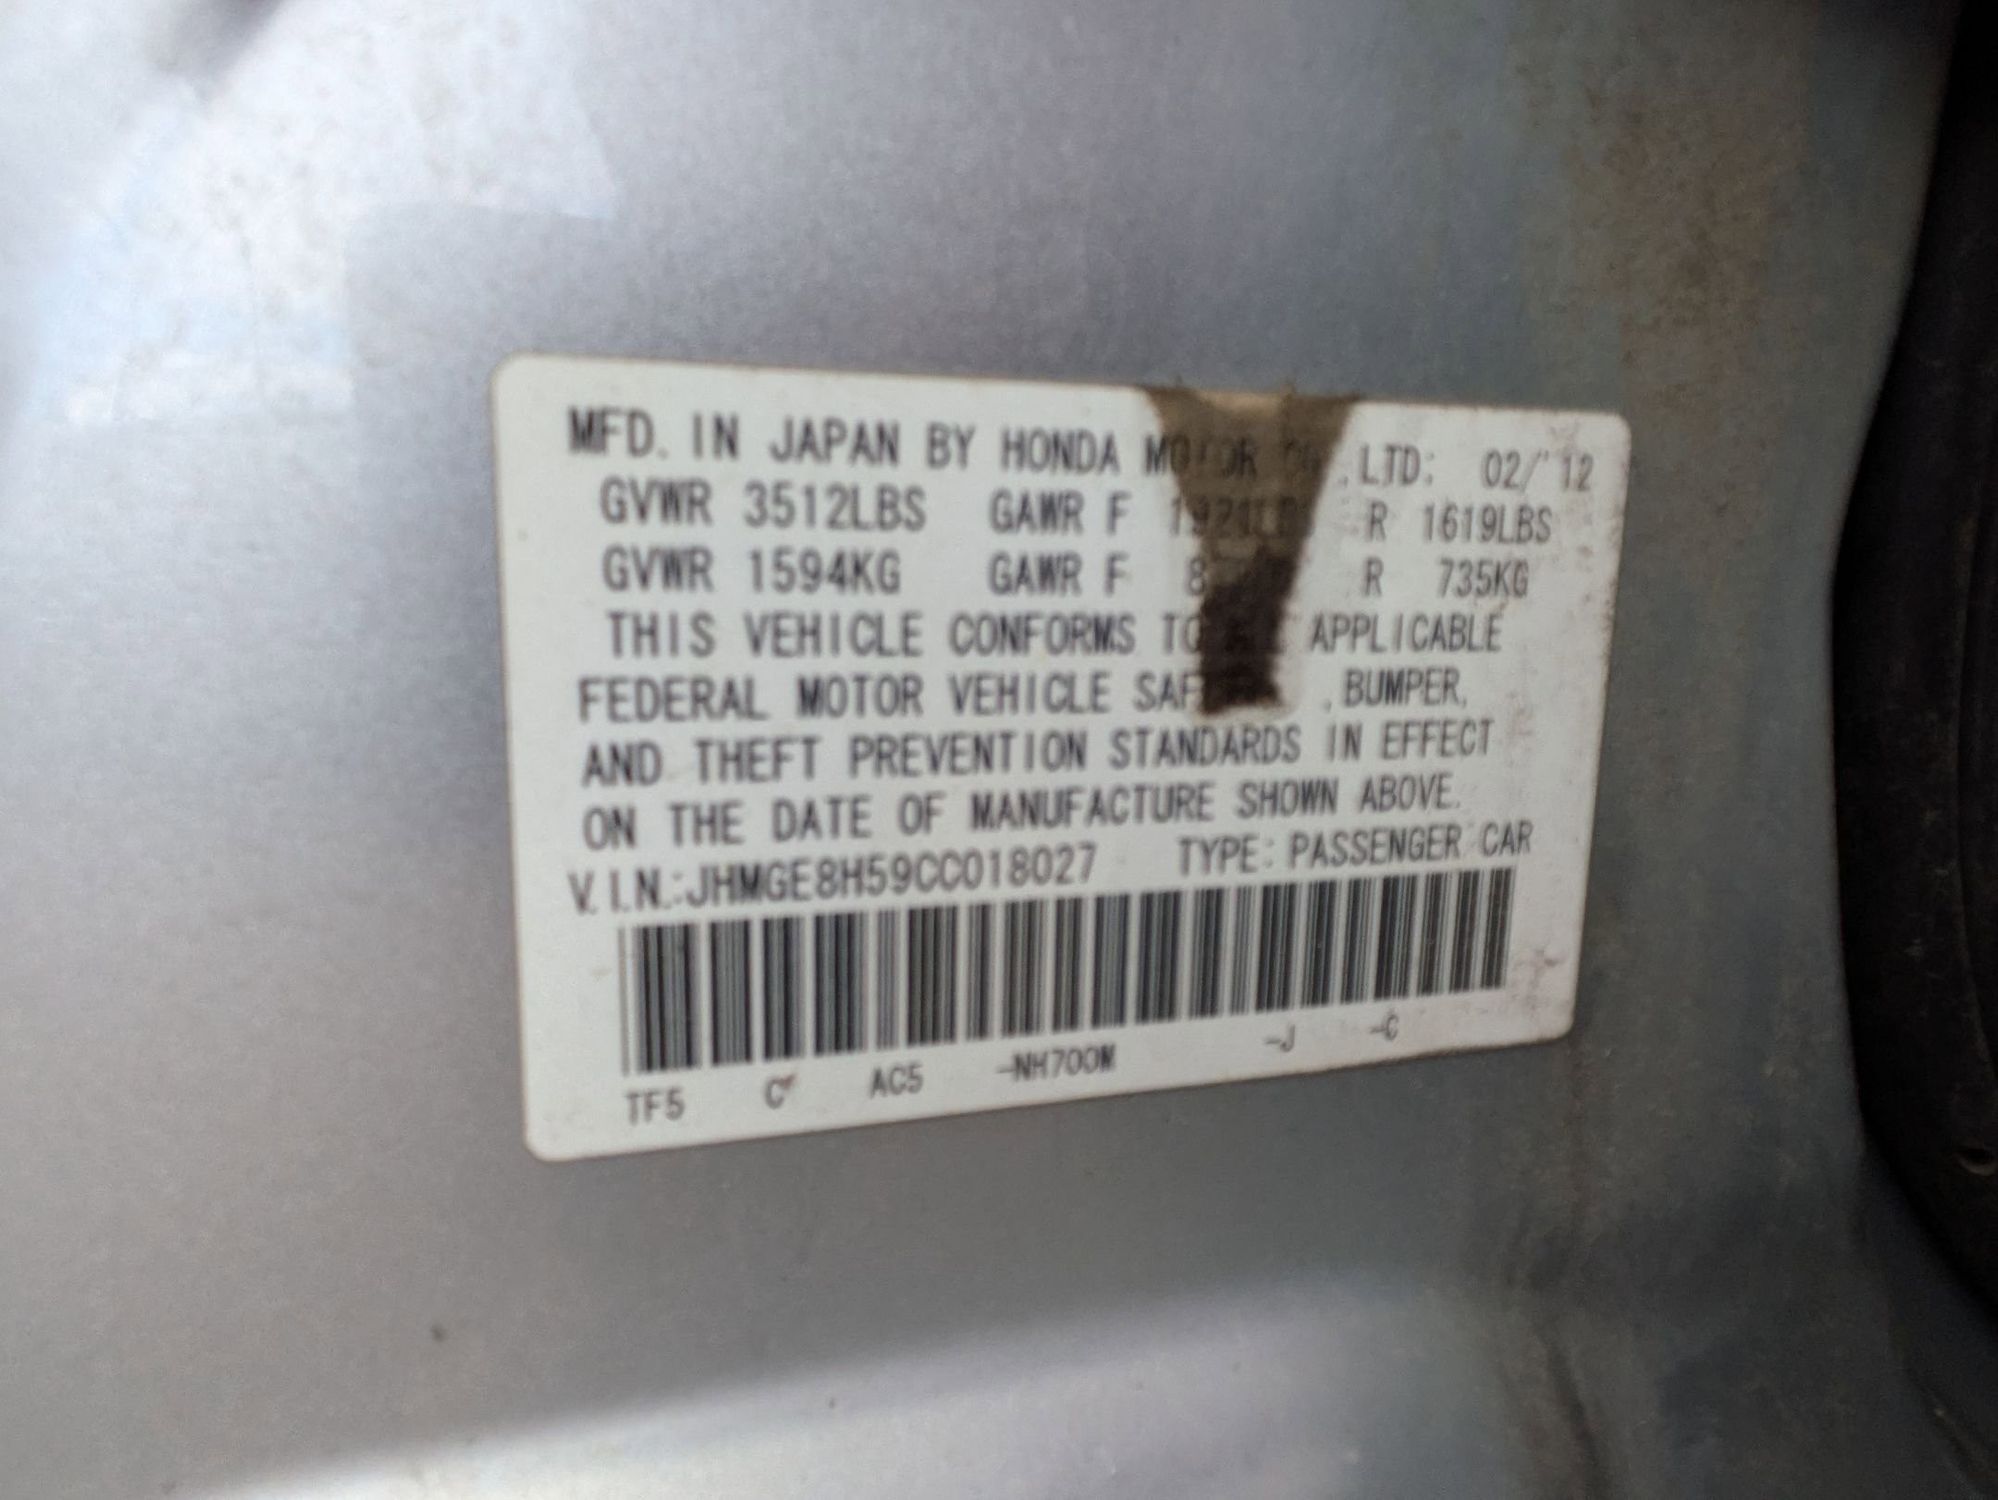 MFD. IN JAPAN BY HONDA MOTOR .LTD: 02/'12
GVWR 3512LBS GAWR F R 1619LBS
GVWR 1594KG GAWR F R 735KG
THIS VEHICLE CONFORMS TO APPLICABLE
FEDERAL MOTOR VEHICLE , BUMPER,
AND THEFT PREVENTION STANDARDS IN EFFECT
ON THE DATE OF MANUFACTURE SHOWN ABOVE.
V.I.N.:JHMGE8H59CC018027 TYPE: PASSENGER CAR
TF5 C AC5 -NH700M -J -C